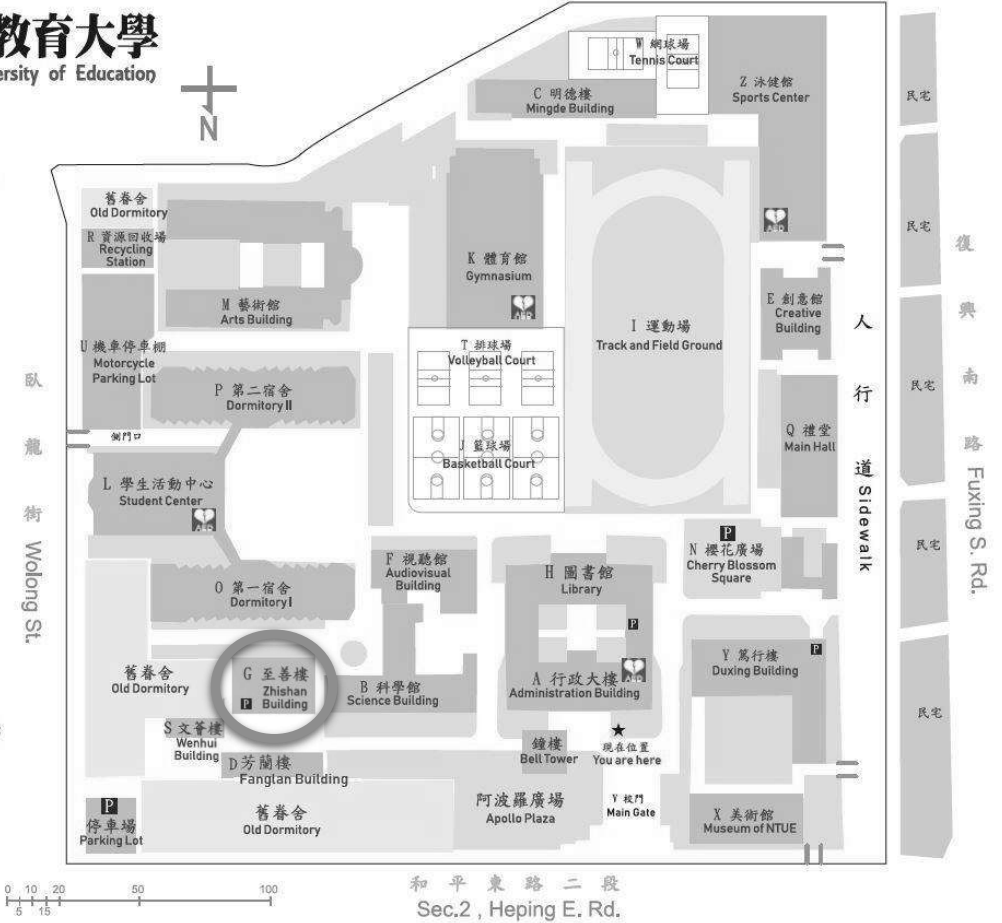 教育大學
ersity of Education
N
W 網球場
Tennis Court
C 明德樓
Mingde Building
Z 泳健館
Sports Center
民宅
舊眷舍
Old Dormitory
R 資源回收場
Recycling
Station
M 藝術館
Arts Building
K 體育館
Gymnasium
AED
AED
民宅
E 創意館
Creative
Building
I 運動場
Track and Field Ground
T 排球場
Volleyball Court
U 機車停車棚
Motorcycle
Parking Lot
P 第二宿舍
Dormitory II
側門口
J 籃球場
Basketball Court
Q 禮堂
Main Hall
民宅
人行道 Sidewalk
復興南路 Fuxing S. Rd.
臥龍街 Wolong St.
L 學生活動中心
Student Center
AED
O 第一宿舍
Dormitory I
F 視聽館
Audiovisual
Building
H 圖書館
Library
P
P
N 櫻花廣場
Cherry Blossom
Square
民宅
舊眷舍
Old Dormitory
G 至善樓
Zhishan
Building
P
B 科學館
Science Building
A 行政大樓
Administration Building
AED
Y 篤行樓
Duxing Building
P
民宅
S 文薈樓
Wenhui
Building
D 芳蘭樓
Fanglan Building
鐘樓
Bell Tower
現在位置
You are here
P
停車場
Parking Lot
舊眷舍
Old Dormitory
阿波羅廣場
Apollo Plaza
V 校門
Main Gate
X 美術館
Museum of NTUE
0 10 20 50 100
5 15
和平東路二段
Sec.2 , Heping E. Rd.